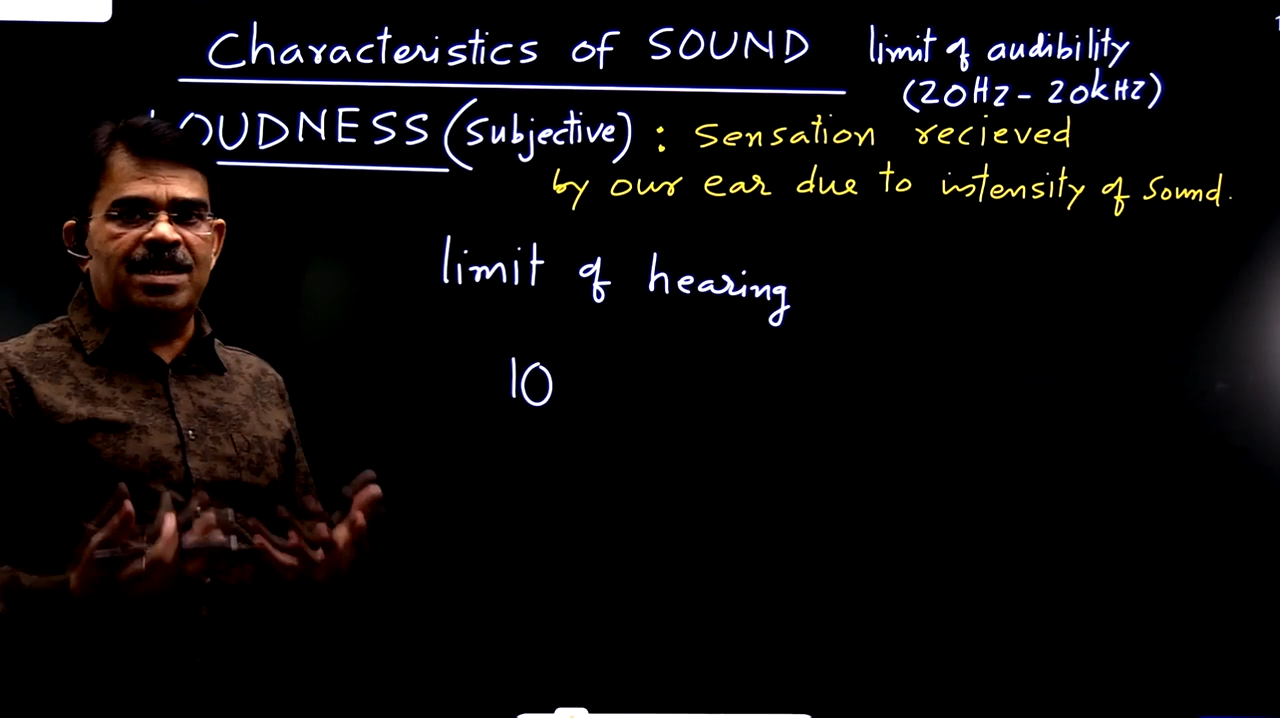 Characteristics of SOUND
limit of audibility
(20Hz - 20kHz)
LOUDNESS (Subjective) : Sensation recieved
by our ear due to intensity of Sound.
limit of hearing
10